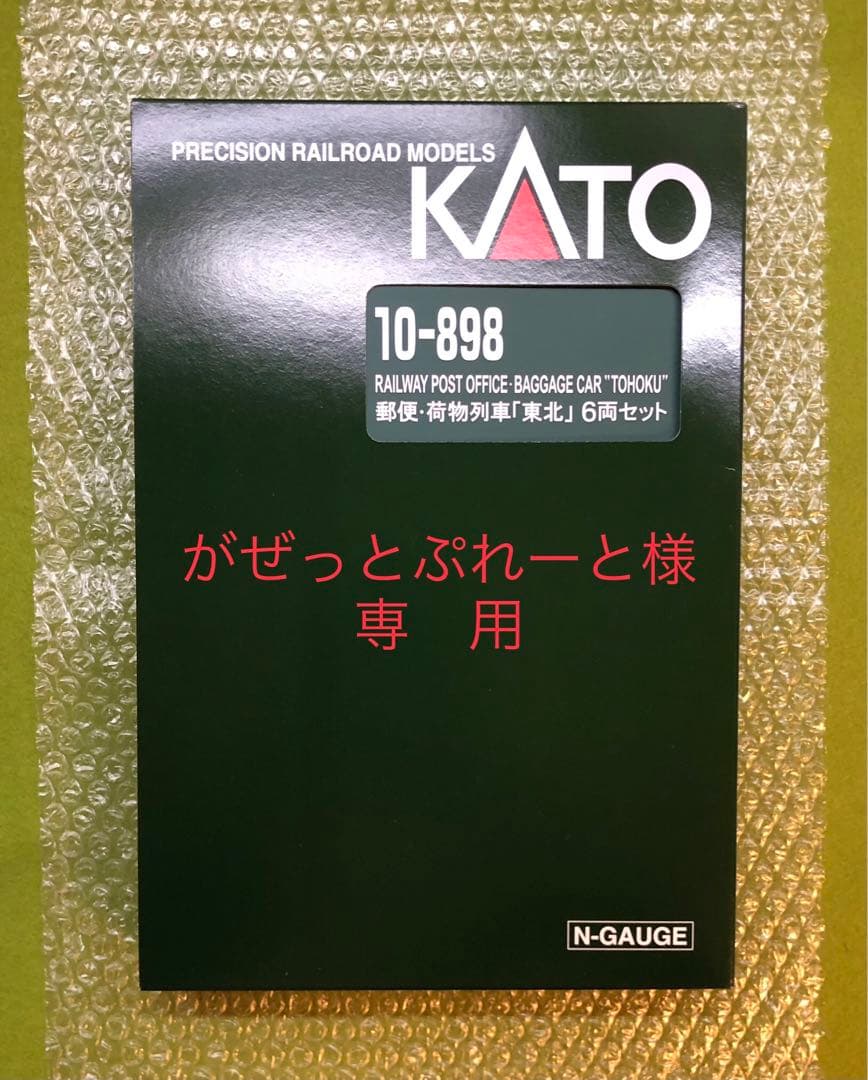 PRECISION RAILROAD MODELS
KATO
10-898
RAILWAY POST OFFICE·BAGGAGE CAR "TOHOKU"
郵便·荷物列車「東北」6両セット
がぜっとぷれーと様
専　用
N-GAUGE